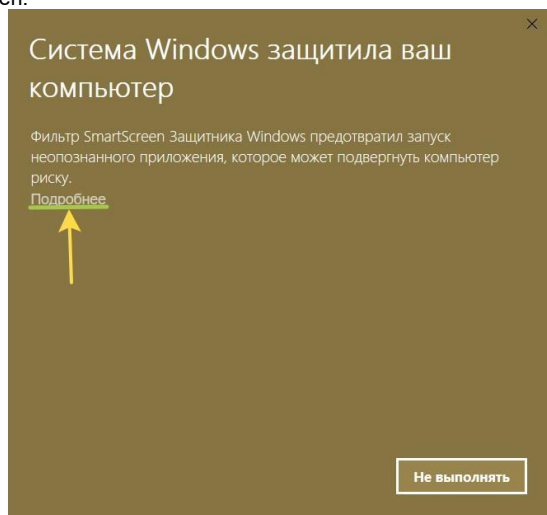 ch.
Система Windows защитила ваш
компьютер
Фильтр SmartScreen Защитника Windows предотвратил запуск
неопознанного приложения, которое может подвергнуть компьютер
риску.
Подробнее
Не выполнять